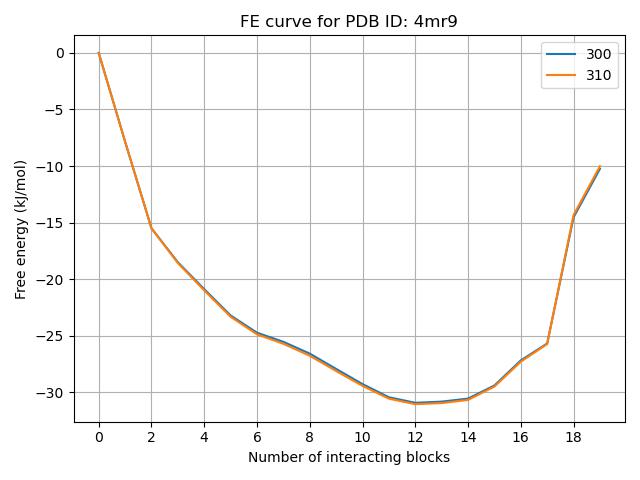 FE curve for PDB ID: 4mr9
300
310
Free energy (kJ/mol)
0
−5
−10
−15
−20
−25
−30
0 2 4 6 8 10 12 14 16 18
Number of interacting blocks